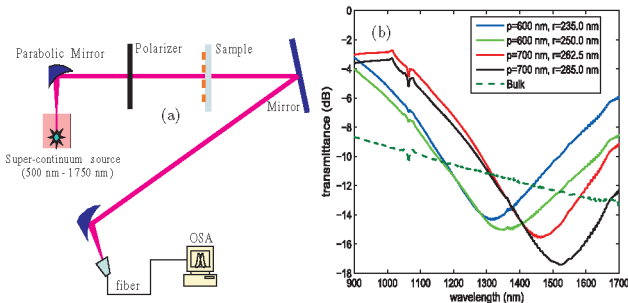 Parabolic Mirror
Polarizer
Sample
(a)
Mirror
Super-continuum source
(500 nm - 1750 nm)
OSA
fiber
(b)
p=600 nm, r=235.0 nm
p=600 nm, r=250.0 nm
p=700 nm, r=262.5 nm
p=700 nm, r=285.0 nm
Bulk
transmittance (dB)
-2
-4
-6
-8
-10
-12
-14
-16
-18
900 1000 1100 1200 1300 1400 1500 1600 1700
wavelength (nm)